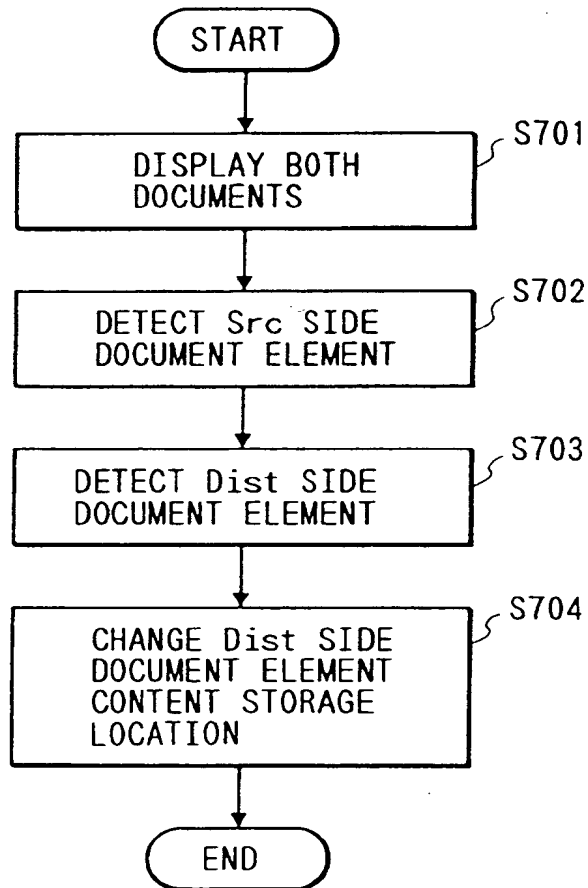 START
S701
DISPLAY BOTH
DOCUMENTS
S702
DETECT Src SIDE
DOCUMENT ELEMENT
S703
DETECT Dist SIDE
DOCUMENT ELEMENT
S704
CHANGE Dist SIDE
DOCUMENT ELEMENT
CONTENT STORAGE
LOCATION
END